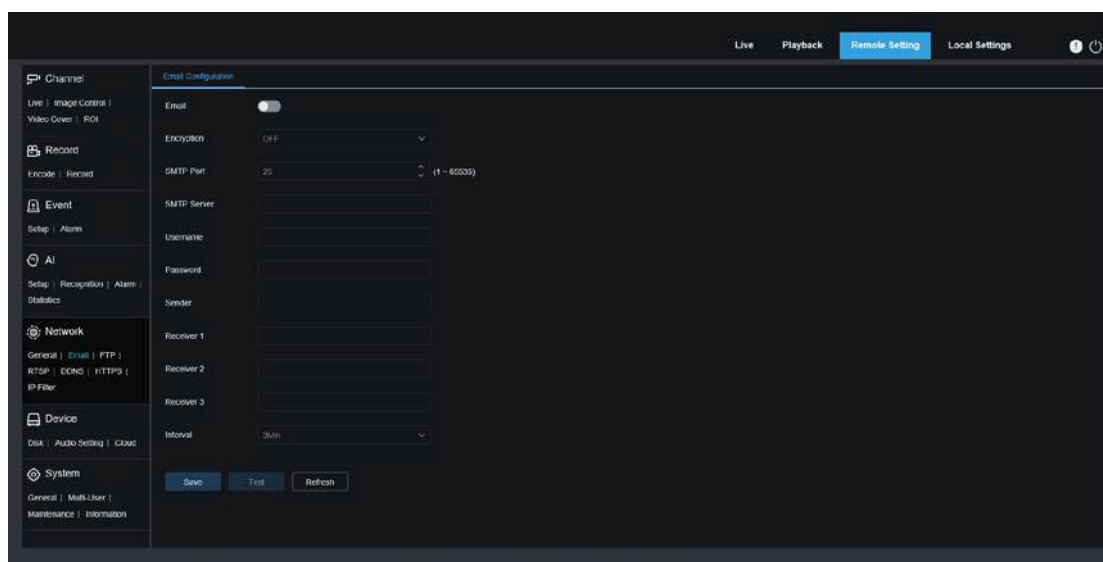 Live Playback Remote Setting Local Settings
Channel
Live | Image Control |
Video Cover | ROI
Record
Encode | Record
Event
Setup | Alarm
AI
Setup | Recognition | Alarm |
Statistics
Network
General | Email | FTP |
RTSP | DDNS | HTTPS |
IP Filter
Device
Disk | Audio Setting | Cloud
System
General | Multi-User |
Maintenance | Information
Email Configuration
Email
Encryption OFF
SMTP Port 25 (1 ~ 65535)
SMTP Server
Username
Password
Sender
Receiver 1
Receiver 2
Receiver 3
Interval 3Min
Save Test Refresh